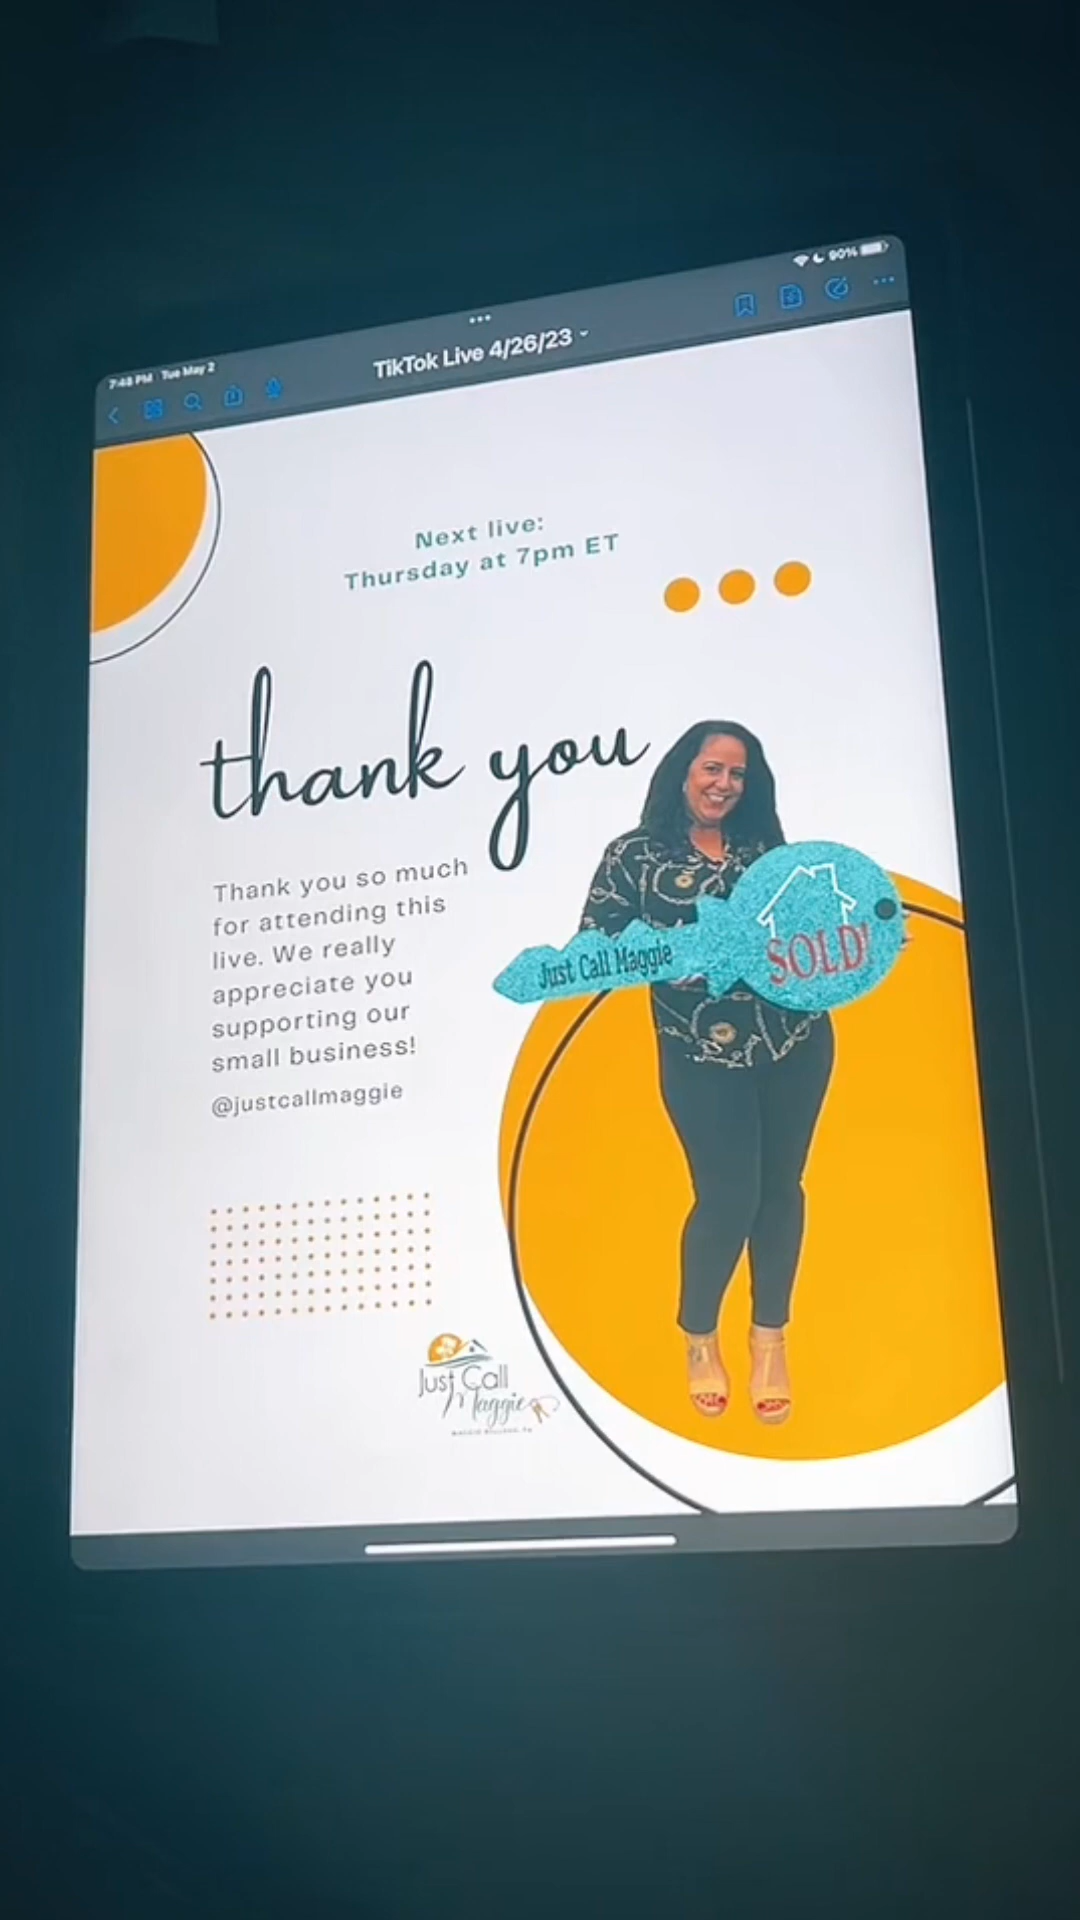 7:48 PM Tue May 2
90%
TikTok Live 4/26/23
Next live:
Thursday at 7pm ET
thank you
Thank you so much
for attending this
live. We really
appreciate you
supporting our
small business!
@justcallmaggie
Just Call Maggie
SOLD!
Just Call
Maggie